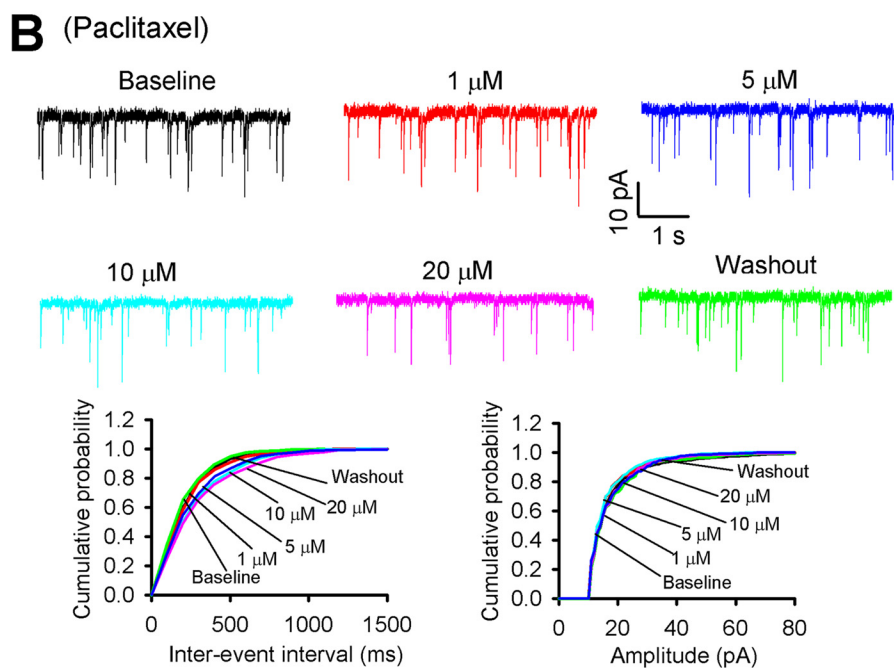 B (Paclitaxel)
Baseline
1 µM
5 µM
10 pA
1 s
10 µM
20 µM
Washout
Cumulative probability
1.2
1.0
0.8
0.6
0.4
0.2
0.0
Washout
20 µM
10 µM
5 µM
1 µM
Baseline
0 500 1000 1500
Inter-event interval (ms)
Cumulative probability
1.2
1.0
0.8
0.6
0.4
0.2
0.0
Washout
20 µM
10 µM
5 µM
1 µM
Baseline
0 20 40 60 80
Amplitude (pA)